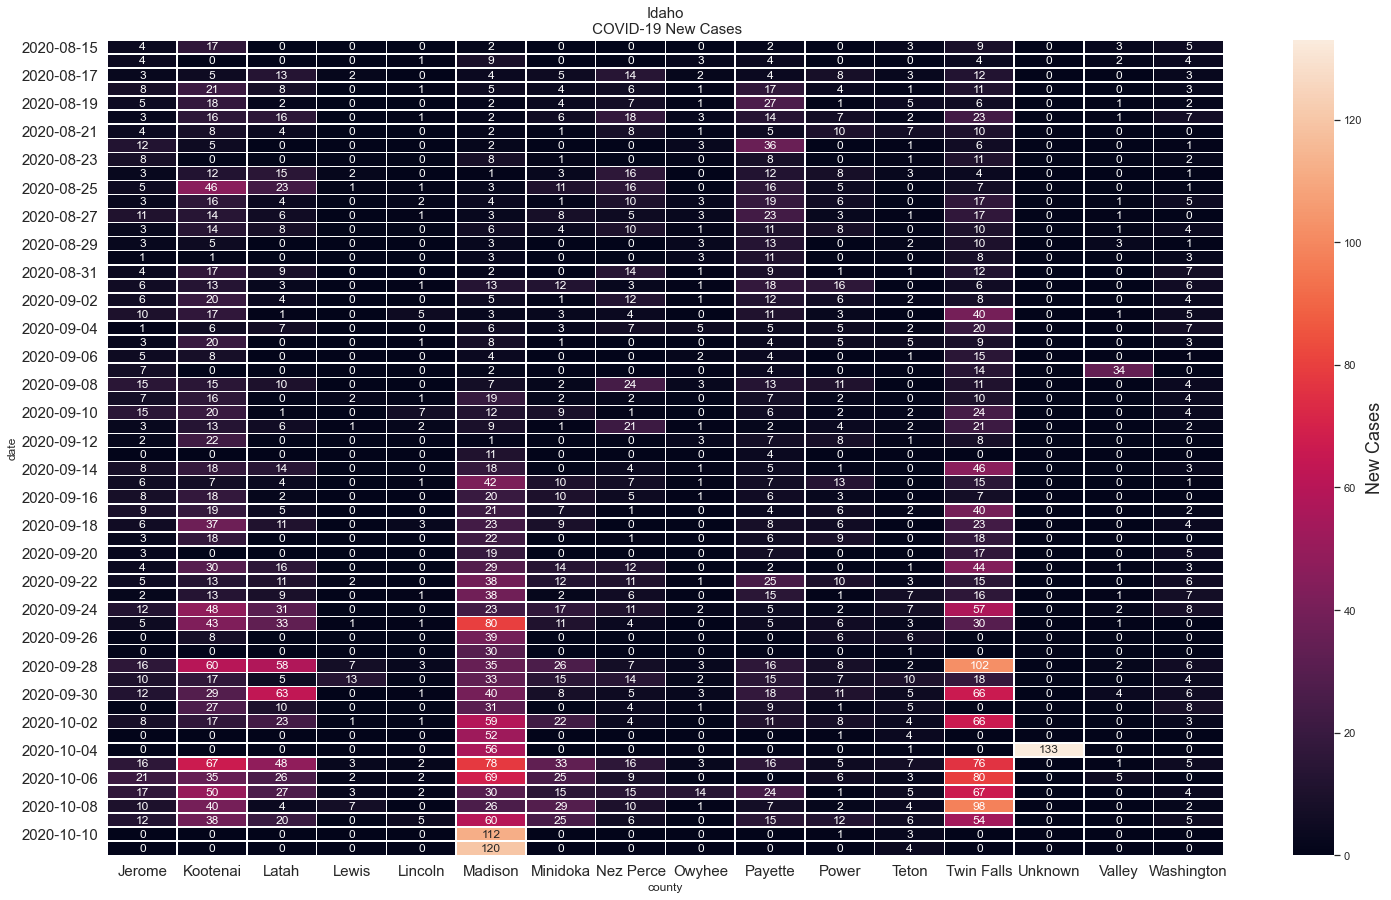 Idaho
COVID-19 New Cases
2020-08-15 4 17 0 0 0 2 0 0 0 2 0 3 9 0 3 5
4 0 0 0 1 9 0 0 3 4 0 0 4 0 2 4
2020-08-17 3 5 13 2 0 4 5 14 2 4 8 3 12 0 0 3
8 21 8 0 1 5 4 6 1 17 4 1 11 0 0 3
2020-08-19 5 18 2 0 0 2 4 7 1 27 1 5 6 0 1 2
3 16 16 0 1 2 6 18 3 14 7 2 23 0 1 7
2020-08-21 4 8 4 0 0 2 1 8 1 5 10 7 10 0 0 0
12 5 0 0 0 2 0 0 3 36 0 1 6 0 0 1
2020-08-23 8 0 0 0 0 8 1 0 0 8 0 1 11 0 0 2
3 12 15 2 0 1 3 16 0 12 8 3 4 0 0 1
2020-08-25 5 46 23 1 1 3 11 16 0 16 5 0 7 0 0 1
3 16 4 0 2 4 1 10 3 19 6 0 17 0 1 5
2020-08-27 11 14 6 0 1 3 8 5 3 23 3 1 17 0 1 0
3 14 8 0 0 6 4 10 1 11 8 0 10 0 1 4
2020-08-29 3 5 0 0 0 3 0 0 3 13 0 2 10 0 3 1
1 1 0 0 0 3 0 0 3 11 0 0 8 0 0 3
2020-08-31 4 17 9 0 0 2 0 14 1 9 1 1 12 0 0 7
6 13 3 0 1 13 12 3 1 18 16 0 6 0 0 6
2020-09-02 6 20 4 0 0 5 1 12 1 12 6 2 8 0 0 4
10 17 1 0 5 3 3 4 0 11 3 0 40 0 1 5
2020-09-04 1 6 7 0 0 6 3 7 5 5 5 2 20 0 0 7
3 20 0 0 1 8 1 0 0 4 5 5 9 0 0 3
2020-09-06 5 8 0 0 0 4 0 0 2 4 0 1 15 0 0 1
7 0 0 0 0 2 0 0 0 4 0 0 14 0 34 0
2020-09-08 15 15 10 0 0 7 2 24 3 13 11 0 11 0 0 4
7 16 0 2 1 19 2 2 0 7 2 0 10 0 0 4
2020-09-10 15 20 1 0 7 12 9 1 0 6 2 2 24 0 0 4
3 13 6 1 2 9 1 21 1 2 4 2 21 0 0 2
2020-09-12 2 22 0 0 0 1 0 0 3 7 8 1 8 0 0 0
0 0 0 0 0 11 0 0 0 4 0 0 0 0 0 0
2020-09-14 8 18 14 0 0 18 0 4 1 5 1 0 46 0 0 3
6 7 4 0 1 42 10 7 1 7 13 0 15 0 0 1
2020-09-16 8 18 2 0 0 20 10 5 1 6 3 0 7 0 0 0
9 19 5 0 0 21 7 1 0 4 6 2 40 0 0 2
2020-09-18 6 37 11 0 3 23 9 0 0 8 6 0 23 0 0 4
3 18 0 0 0 22 0 1 0 6 9 0 18 0 0 0
2020-09-20 3 0 0 0 0 19 0 0 0 7 0 0 17 0 0 5
4 30 16 0 0 29 14 12 0 2 0 1 44 0 1 3
2020-09-22 5 13 11 2 0 38 12 11 1 25 10 3 15 0 0 6
2 13 9 0 1 38 2 6 0 15 1 7 16 0 1 7
2020-09-24 12 48 31 0 0 23 17 11 2 5 2 7 57 0 2 8
5 43 33 1 1 80 11 4 0 5 6 3 30 0 1 0
2020-09-26 0 8 0 0 0 39 0 0 0 0 6 6 0 0 0 0
0 0 0 0 0 30 0 0 0 0 0 1 0 0 0 0
2020-09-28 16 60 58 7 3 35 26 7 3 16 8 2 102 0 2 6
10 17 5 13 0 33 15 14 2 15 7 10 18 0 0 4
2020-09-30 12 29 63 0 1 40 8 5 3 18 11 5 66 0 4 6
0 27 10 0 0 31 0 4 1 9 1 5 0 0 0 8
2020-10-02 8 17 23 1 1 59 22 4 0 11 8 4 66 0 0 3
0 0 0 0 0 52 0 0 0 0 1 4 0 0 0 0
2020-10-04 0 0 0 0 0 56 0 0 0 0 0 1 0 133 0 0
16 67 48 3 2 78 33 16 3 16 5 7 76 0 1 5
2020-10-06 21 35 26 2 2 69 25 9 0 0 6 3 80 0 5 0
17 50 27 3 2 30 15 15 14 24 1 5 67 0 0 4
2020-10-08 10 40 4 7 0 26 29 10 1 7 2 4 98 0 0 2
12 38 20 0 5 60 25 6 0 15 12 6 54 0 0 5
2020-10-10 0 0 0 0 0 112 0 0 0 0 1 3 0 0 0 0
0 0 0 0 0 120 0 0 0 0 0 4 0 0 0 0
Jerome Kootenai Latah Lewis Lincoln Madison Minidoka Nez Perce Owyhee Payette Power Teton Twin Falls Unknown Valley Washington
county
date
120
100
80
60
40
20
0
New Cases